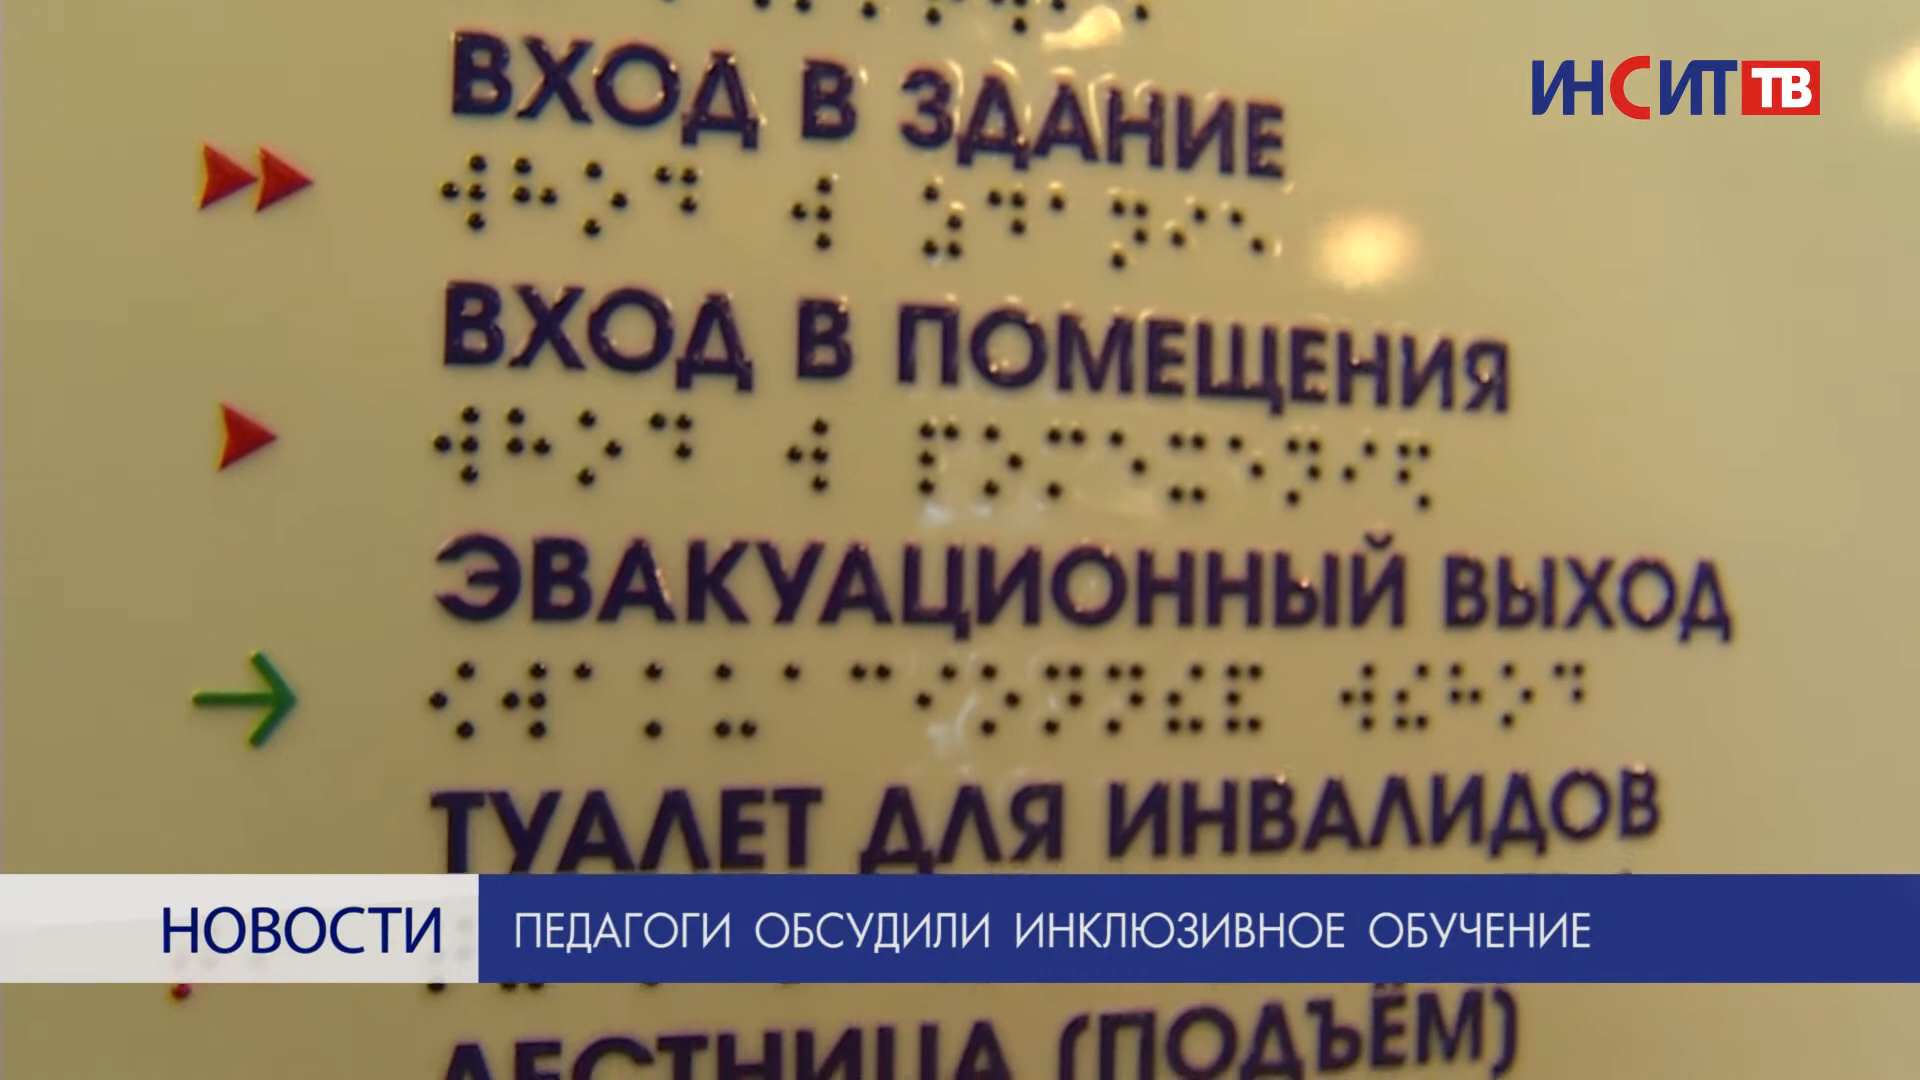 ИНСИТ ТВ
ВХОД В ЗДАНИЕ
⠺⠓⠕⠙ ⠺ ⠵⠙⠁⠝⠊⠑
ВХОД В ПОМЕЩЕНИЯ
⠺⠓⠕⠙ ⠺ ⠏⠕⠍⠑⠭⠑⠝⠊⠫
ЭВАКУАЦИОННЫЙ ВЫХОД
⠪⠺⠁⠅⠥⠁⠉⠊⠕⠝⠝⠮⠯ ⠺⠮⠓⠕⠙
ТУАЛЕТ ДЛЯ ИНВАЛИДОВ
НОВОСТИ ПЕДАГОГИ ОБСУДИЛИ ИНКЛЮЗИВНОЕ ОБУЧЕНИЕ
ЛЕСТНИЦА (ПОДЪЁМ)